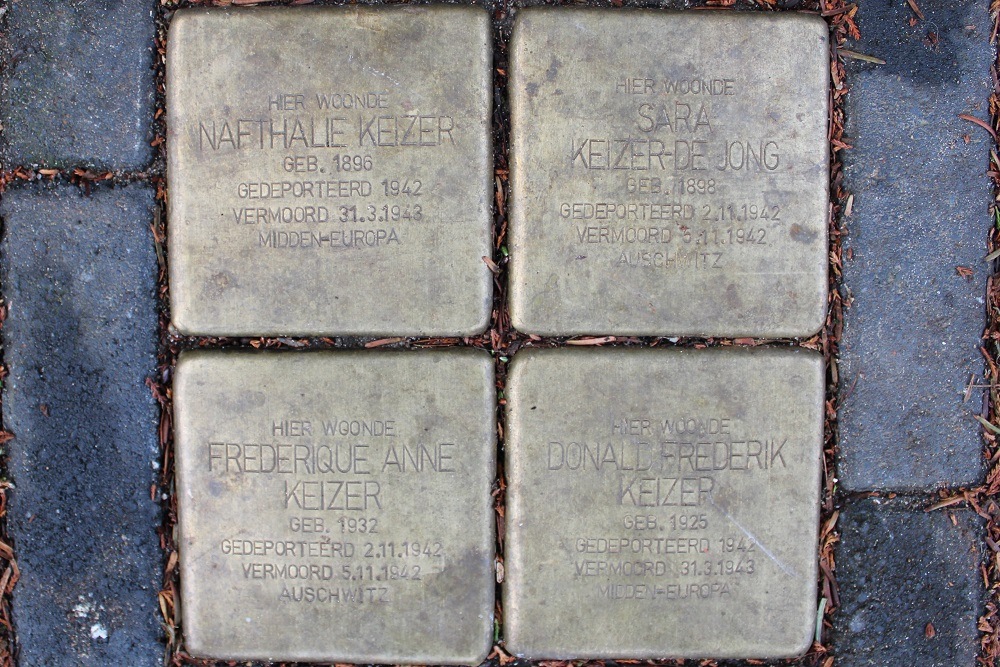 HIER WOONDE
NAFTHALIE KEIZER
GEB. 1896
GEDEPORTEERD 1942
VERMOORD 31.3.1943
MIDDEN-EUROPA
HIER WOONDE
SARA
KEIZER-DE JONG
GEB. 1898
GEDEPORTEERD 2.11.1942
VERMOORD 5.11.1942
AUSCHWITZ
HIER WOONDE
FREDERIQUE ANNE
KEIZER
GEB. 1932
GEDEPORTEERD 2.11.1942
VERMOORD 5.11.1942
AUSCHWITZ
HIER WOONDE
DONALD FREDERIK
KEIZER
GEB. 1925
GEDEPORTEERD 1942
VERMOORD 31.3.1943
MIDDEN-EUROPA